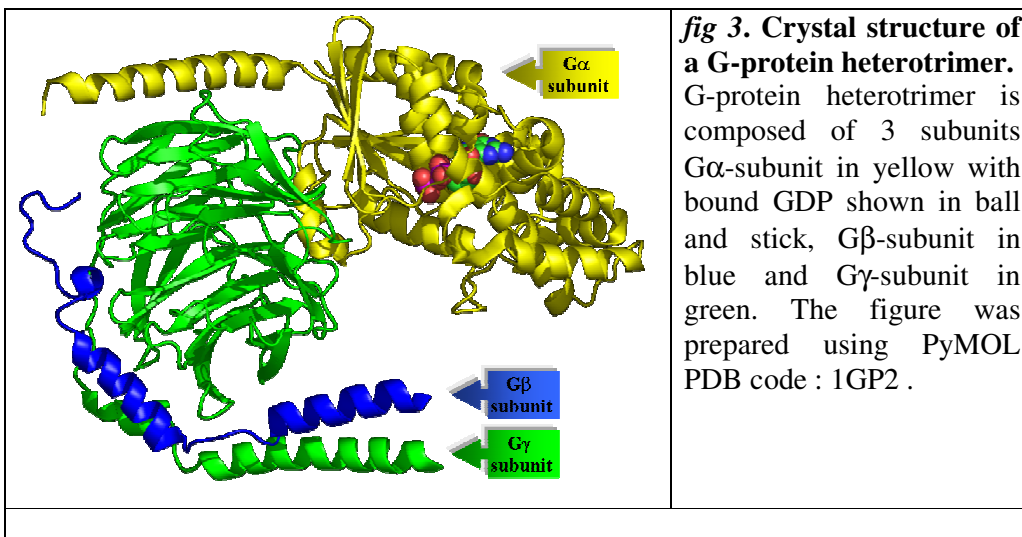 Gα
subunit
Gβ
subunit
Gγ
subunit
fig 3. Crystal structure of
a G-protein heterotrimer.
G-protein heterotrimer is
composed of 3 subunits
Gα-subunit in yellow with
bound GDP shown in ball
and stick, Gβ-subunit in
blue and Gγ-subunit in
green. The figure was
prepared using PyMOL
PDB code : 1GP2 .